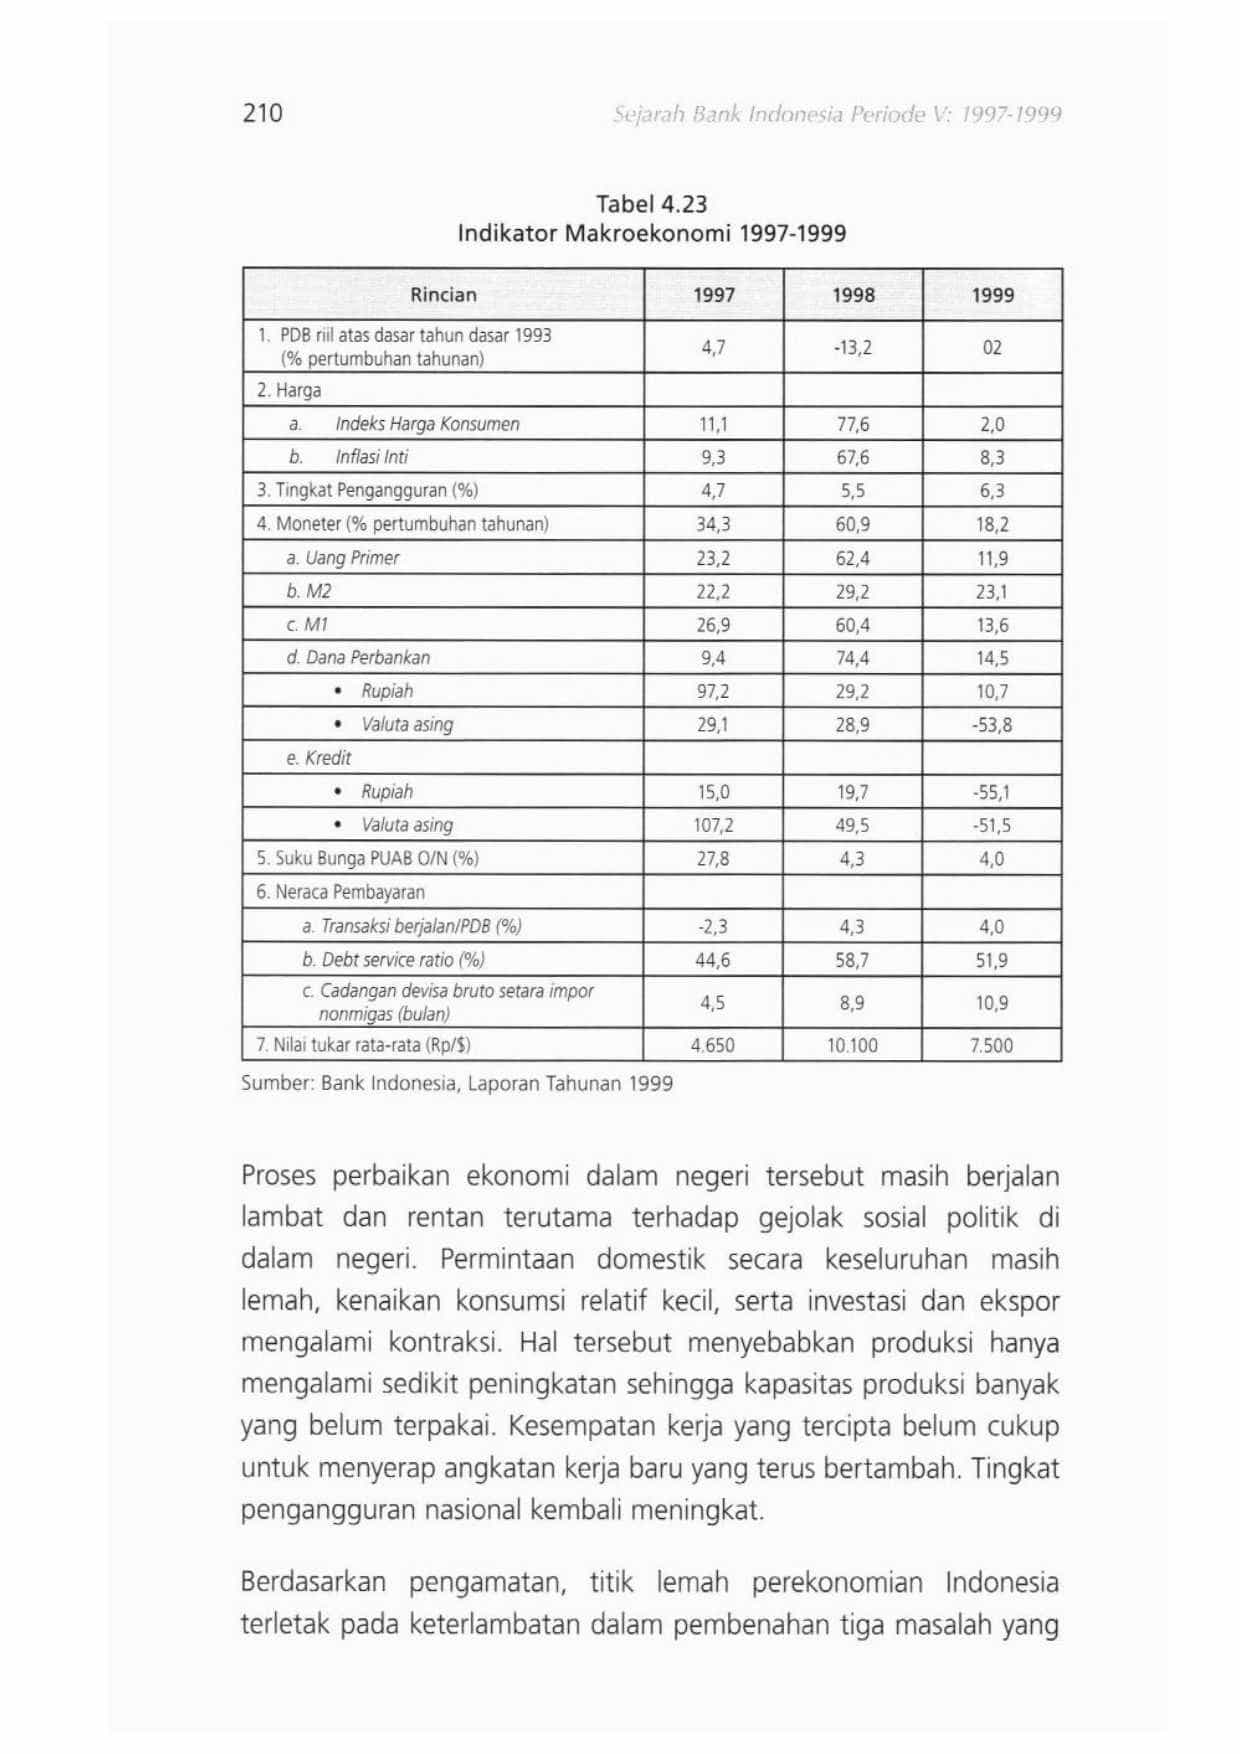 210 Sejarah Bank Indonesia Periode V: 1997-1999
Tabel 4.23
Indikator Makroekonomi 1997-1999
Rincian 1997 1998 1999
1. PDB riil atas dasar tahun dasar 1993
(% pertumbuhan tahunan) 4,7 -13,2 02
2. Harga
a. Indeks Harga Konsumen 11,1 77,6 2,0
b. Inflasi Inti 9,3 67,6 8,3
3. Tingkat Pengangguran (%) 4,7 5,5 6,3
4. Moneter (% pertumbuhan tahunan) 34,3 60,9 18,2
a. Uang Primer 23,2 62,4 11,9
b. M2 22,2 29,2 23,1
c. M1 26,9 60,4 13,6
d. Dana Perbankan 9,4 74,4 14,5
• Rupiah 97,2 29,2 10,7
• Valuta asing 29,1 28,9 -53,8
e. Kredit
• Rupiah 15,0 19,7 -55,1
• Valuta asing 107,2 49,5 -51,5
5. Suku Bunga PUAB O/N (%) 27,8 4,3 4,0
6. Neraca Pembayaran
a. Transaksi berjalan/PDB (%) -2,3 4,3 4,0
b. Debt service ratio (%) 44,6 58,7 51,9
c. Cadangan devisa bruto setara impor
nonmigas (bulan) 4,5 8,9 10,9
7. Nilai tukar rata-rata (Rp/$) 4.650 10.100 7.500
Sumber: Bank Indonesia, Laporan Tahunan 1999
Proses perbaikan ekonomi dalam negeri tersebut masih berjalan
lambat dan rentan terutama terhadap gejolak sosial politik di
dalam negeri. Permintaan domestik secara keseluruhan masih
lemah, kenaikan konsumsi relatif kecil, serta investasi dan ekspor
mengalami kontraksi. Hal tersebut menyebabkan produksi hanya
mengalami sedikit peningkatan sehingga kapasitas produksi banyak
yang belum terpakai. Kesempatan kerja yang tercipta belum cukup
untuk menyerap angkatan kerja baru yang terus bertambah. Tingkat
pengangguran nasional kembali meningkat.
Berdasarkan pengamatan, titik lemah perekonomian Indonesia
terletak pada keterlambatan dalam pembenahan tiga masalah yang